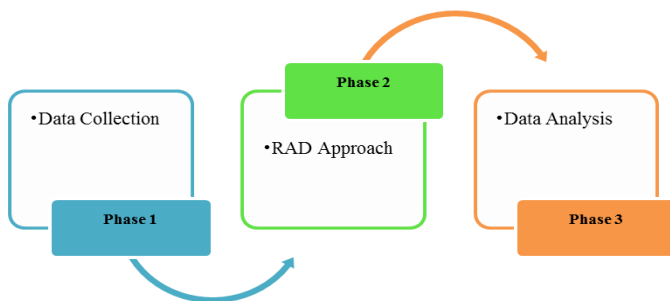 •Data Collection
Phase 1
Phase 2
•RAD Approach
•Data Analysis
Phase 3